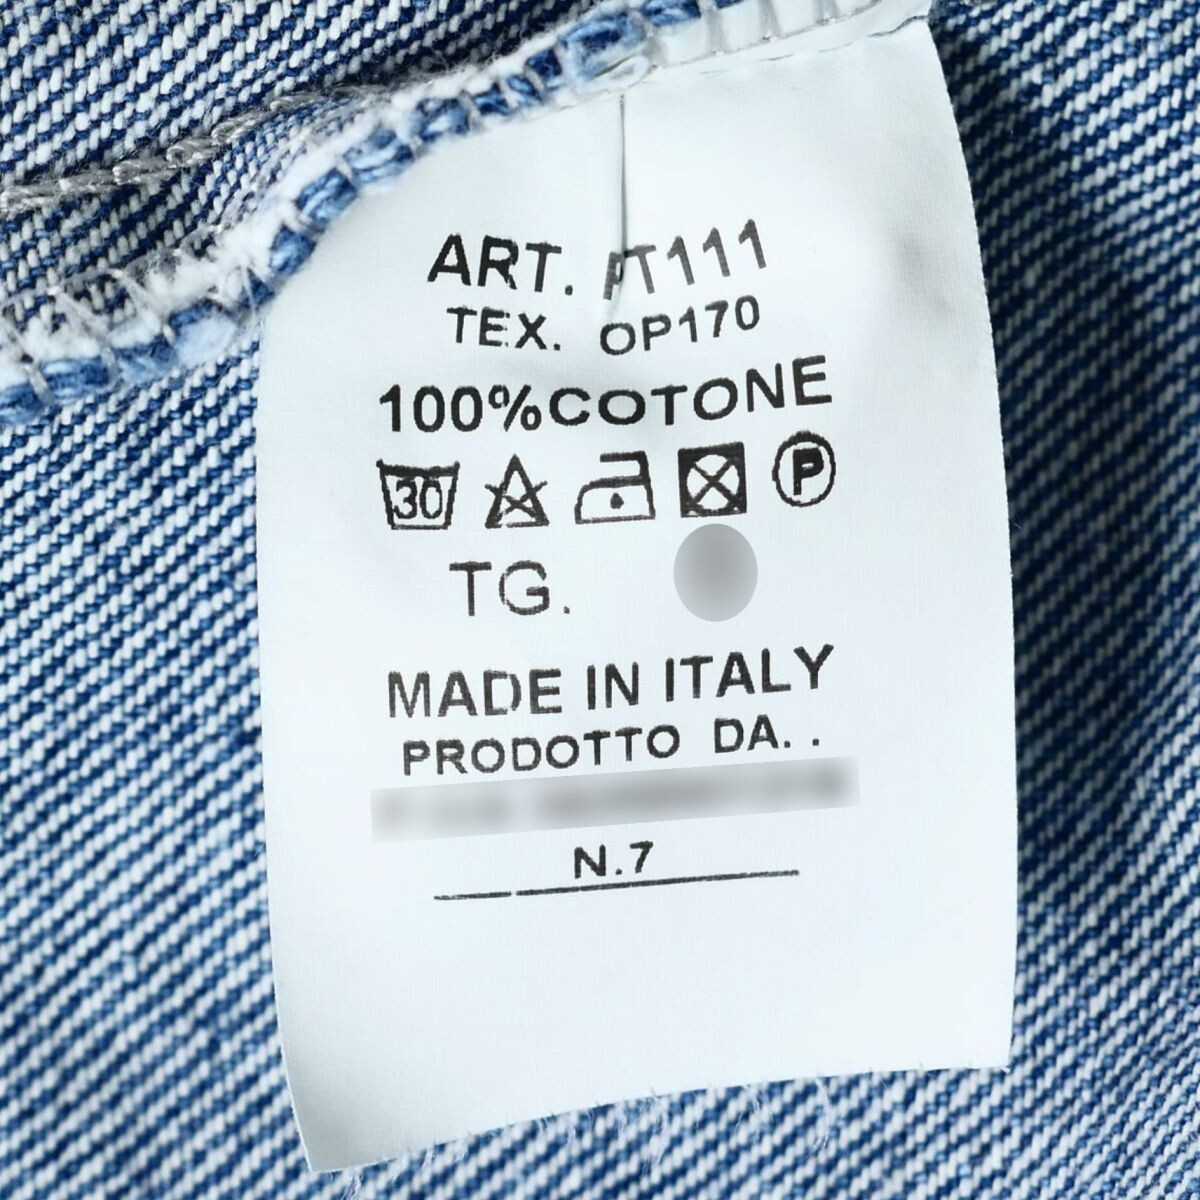 ART. PT111
TEX. OP170
100%COTONE
30 P
TG.
MADE IN ITALY
PRODOTTO DA. .
N.7